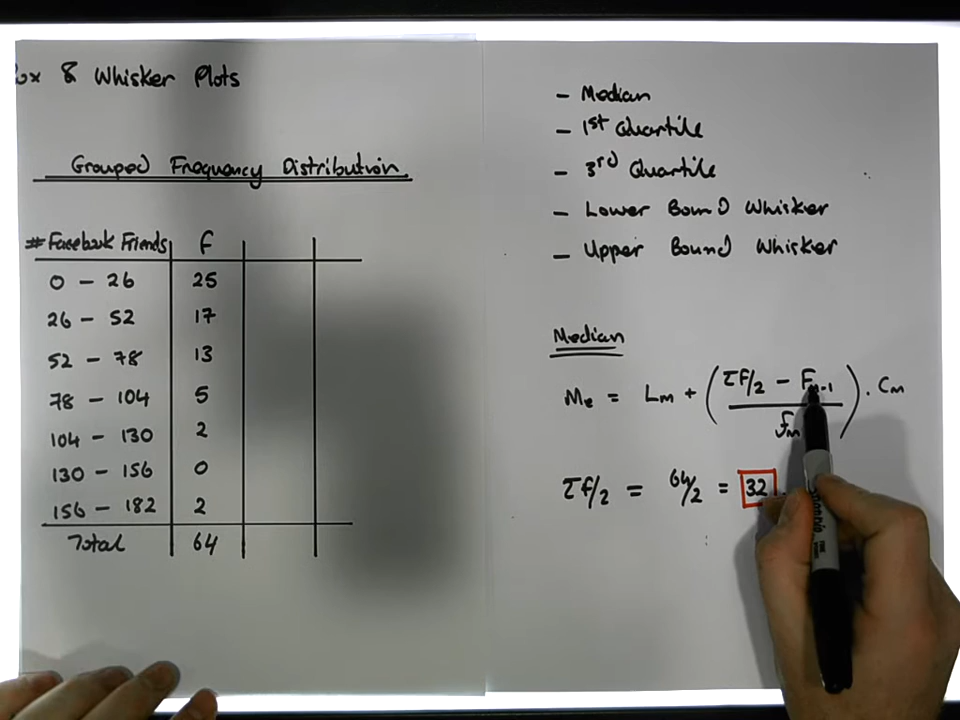 ox & Whisker Plots
Grouped Frequency Distribution.
# Facebook Friends F
0 - 26 25
26 - 52 17
52 - 78 13
78 - 104 5
104 - 130 2
130 - 156 0
156 - 182 2
Total 64
- Median
- 1st Quartile
- 3rd Quartile
- Lower Bound Whisker
- Upper Bound Whisker
Median
Me = Lm + ( Σf/2 - Fm-1 / fm ) . Cm
Σf/2 = 64/2 = 32